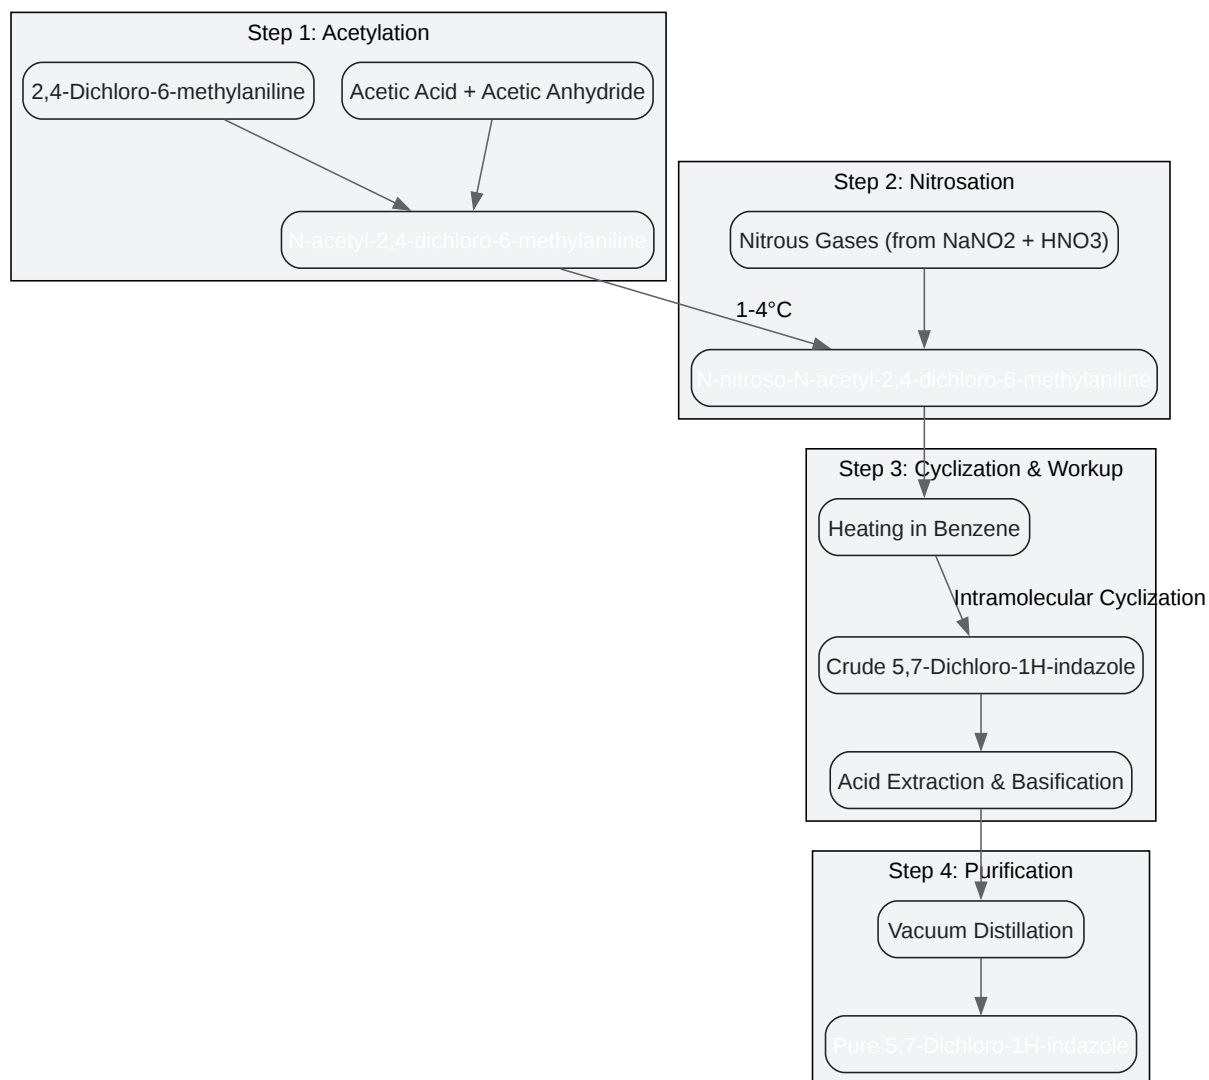 Step 1: Acetylation
2,4-Dichloro-6-methylaniline
Acetic Acid + Acetic Anhydride
N-acetyl-2,4-dichloro-6-methylaniline
Step 2: Nitrosation
Nitrous Gases (from NaNO2 + HNO3)
1-4°C
N-nitroso-N-acetyl-2,4-dichloro-6-methylaniline
Step 3: Cyclization & Workup
Heating in Benzene
Intramolecular Cyclization
Crude 5,7-Dichloro-1H-indazole
Acid Extraction & Basification
Step 4: Purification
Vacuum Distillation
Pure 5,7-Dichloro-1H-indazole